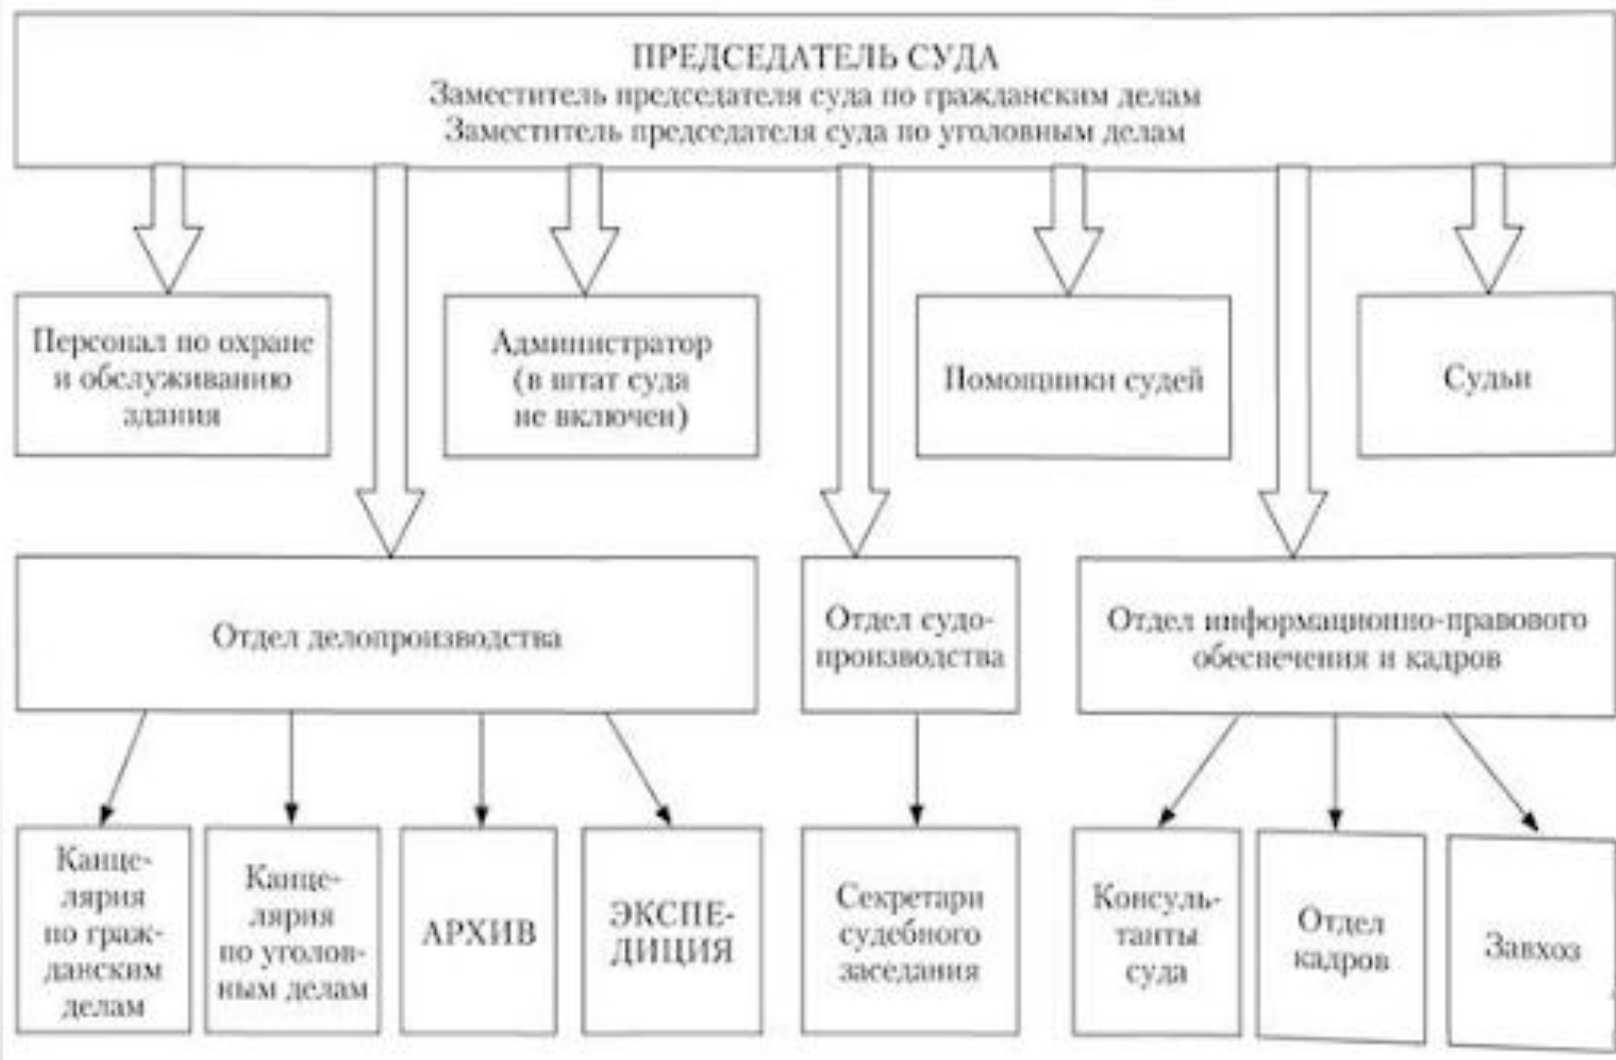 ПРЕДСЕДАТЕЛЬ СУДА
Заместитель председателя суда по гражданским делам
Заместитель председателя суда по уголовным делам
Персонал по охране
и обслуживанию
здания
Администратор
(в штат суда
не включен)
Помощники судей
Судьи
Отдел делопроизводства
Отдел судо-
производства
Отдел информационно-правового
обеспечения и кадров
Канце-
лярия
по граж-
данским
делам
Канце-
лярия
по уголов-
ным делам
АРХИВ
ЭКСПЕ-
ДИЦИЯ
Секретари
судебного
заседания
Консуль-
танты
суда
Отдел
кадров
Завхоз